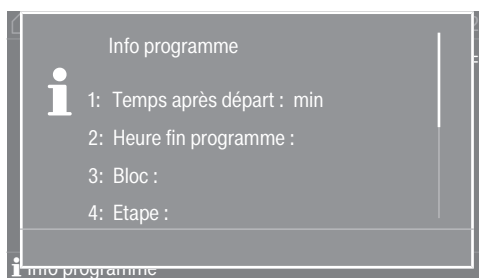 Info programme
1: Temps après départ : min
2: Heure fin programme :
3: Bloc :
4: Etape :
Info programme